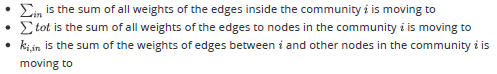 • ∑in is the sum of all weights of the edges inside the community i is moving to
• ∑ tot is the sum of all weights of the edges to nodes in the community i is moving to
• ki,in is the sum of the weights of edges between i and other nodes in the community i is
moving to